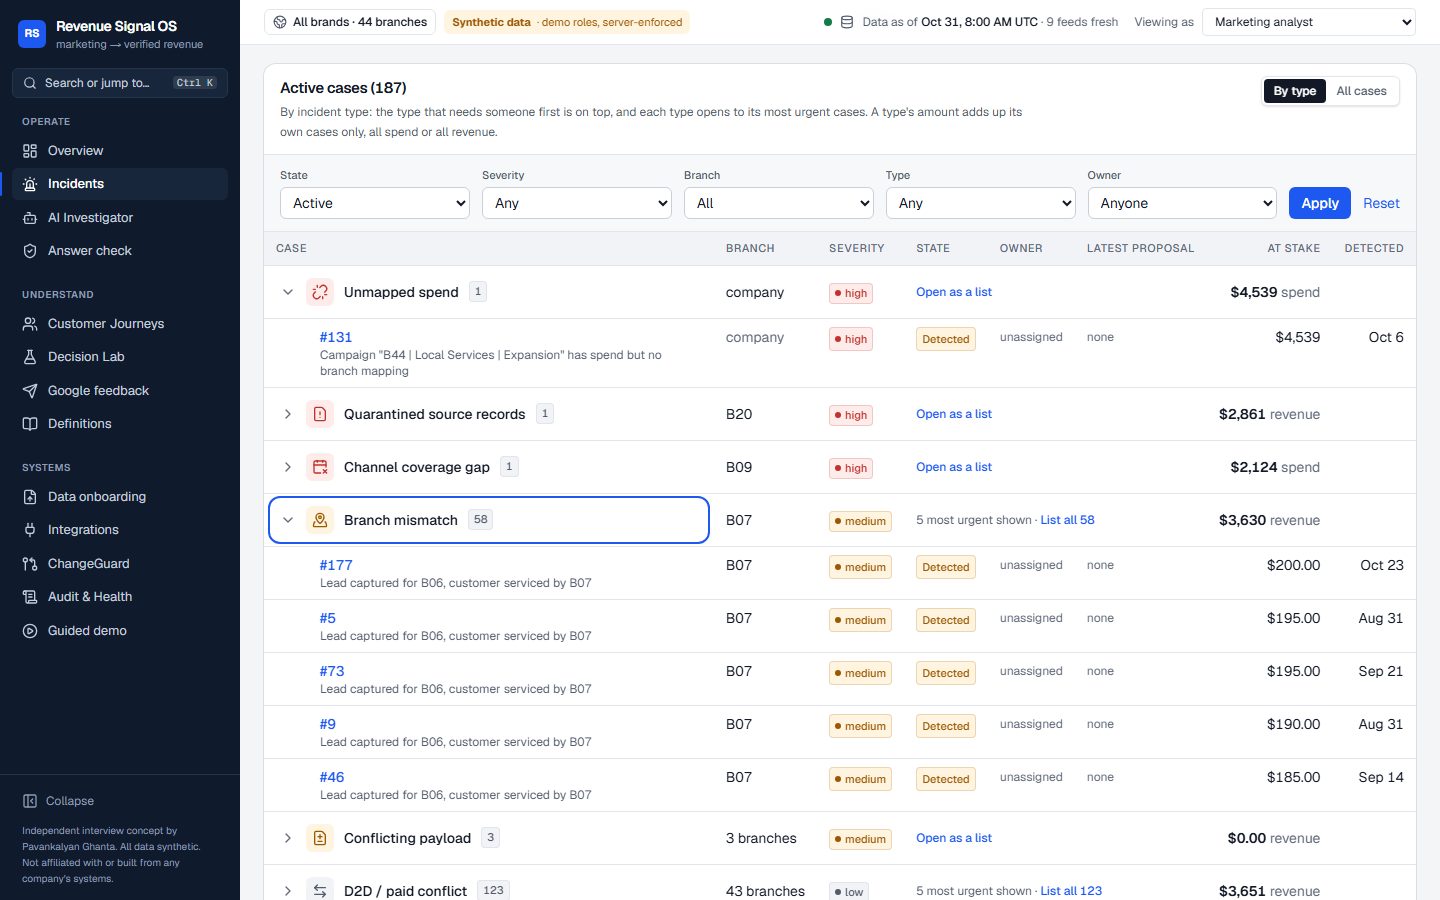 RS
Revenue Signal OS
marketing → verified revenue
Search or jump to... Ctrl K
OPERATE
Overview
Incidents
AI Investigator
Answer check
UNDERSTAND
Customer Journeys
Decision Lab
Google feedback
Definitions
SYSTEMS
Data onboarding
Integrations
ChangeGuard
Audit & Health
Guided demo
Collapse
Independent interview concept by
Pavankalyan Ghanta. All data synthetic.
Not affiliated with or built from any
company's systems.
All brands · 44 branches
Synthetic data · demo roles, server-enforced
Data as of Oct 31, 8:00 AM UTC · 9 feeds fresh
Viewing as Marketing analyst
Active cases (187)
By incident type: the type that needs someone first is on top, and each type opens to its most urgent cases. A type's amount adds up its
own cases only, all spend or all revenue.
By type All cases
State Severity Branch Type Owner
Active Any All Any Anyone Apply Reset
CASE BRANCH SEVERITY STATE OWNER LATEST PROPOSAL AT STAKE DETECTED
Unmapped spend 1 company high Open as a list $4,539 spend
#131 company high Detected unassigned none $4,539 Oct 6
Campaign "B44 | Local Services | Expansion" has spend but no
branch mapping
Quarantined source records 1 B20 high Open as a list $2,861 revenue
Channel coverage gap 1 B09 high Open as a list $2,124 spend
Branch mismatch 58 B07 medium 5 most urgent shown · List all 58 $3,630 revenue
#177 B07 medium Detected unassigned none $200.00 Oct 23
Lead captured for B06, customer serviced by B07
#5 B07 medium Detected unassigned none $195.00 Aug 31
Lead captured for B06, customer serviced by B07
#73 B07 medium Detected unassigned none $195.00 Sep 21
Lead captured for B06, customer serviced by B07
#9 B07 medium Detected unassigned none $190.00 Aug 31
Lead captured for B06, customer serviced by B07
#46 B07 medium Detected unassigned none $185.00 Sep 14
Lead captured for B06, customer serviced by B07
Conflicting payload 3 3 branches medium Open as a list $0.00 revenue
D2D / paid conflict 123 43 branches low 5 most urgent shown · List all 123 $3,651 revenue